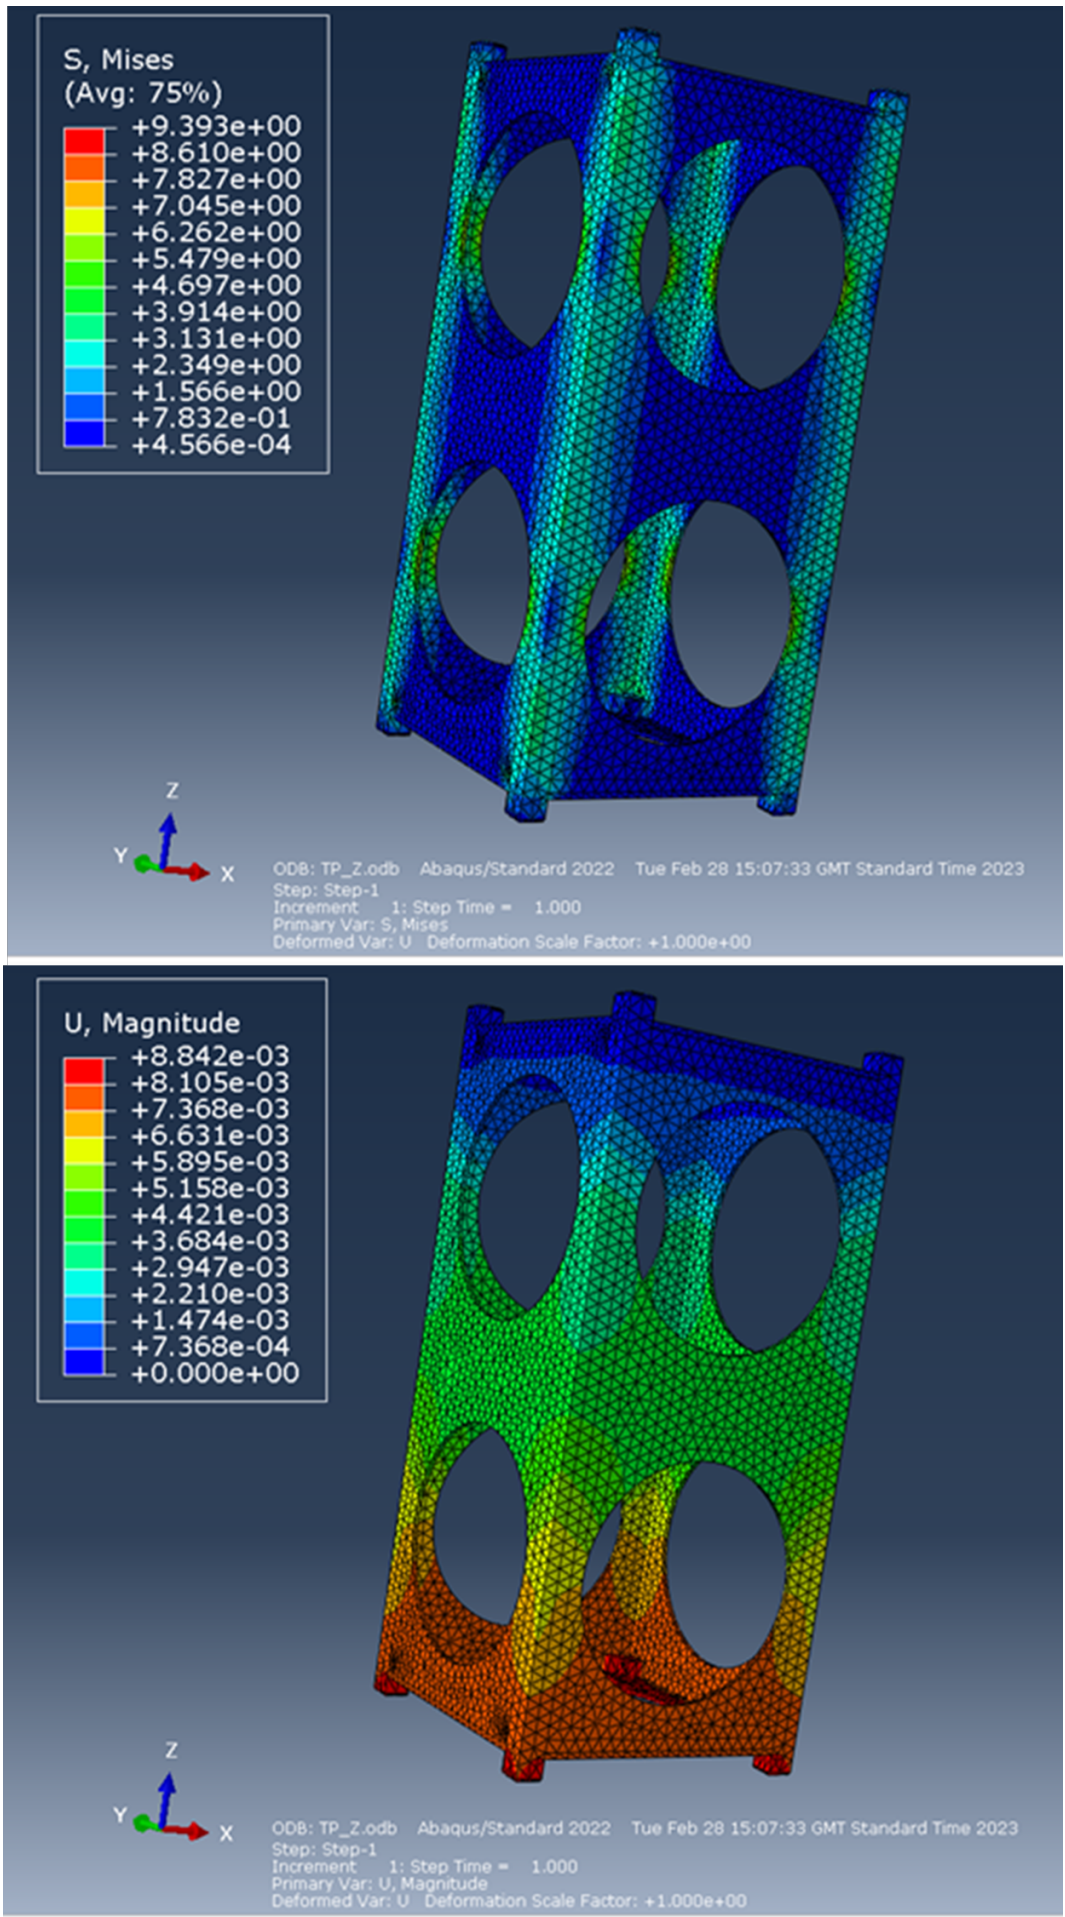 S, Mises
(Avg: 75%)
+9.393e+00
+8.610e+00
+7.827e+00
+7.045e+00
+6.262e+00
+5.479e+00
+4.697e+00
+3.914e+00
+3.131e+00
+2.349e+00
+1.566e+00
+7.832e-01
+4.566e-04
Z
Y
X
ODB: TP_Z.odb Abaqus/Standard 2022 Tue Feb 28 15:07:33 GMT Standard Time 2023
Step: Step-1
Increment 1: Step Time = 1.000
Primary Var: S, Mises
Deformed Var: U Deformation Scale Factor: +1.000e+00
U, Magnitude
+8.842e-03
+8.105e-03
+7.368e-03
+6.631e-03
+5.895e-03
+5.158e-03
+4.421e-03
+3.684e-03
+2.947e-03
+2.210e-03
+1.474e-03
+7.368e-04
+0.000e+00
Z
Y
X
ODB: TP_Z.odb Abaqus/Standard 2022 Tue Feb 28 15:07:33 GMT Standard Time 2023
Step: Step-1
Increment 1: Step Time = 1.000
Primary Var: U, Magnitude
Deformed Var: U Deformation Scale Factor: +1.000e+00